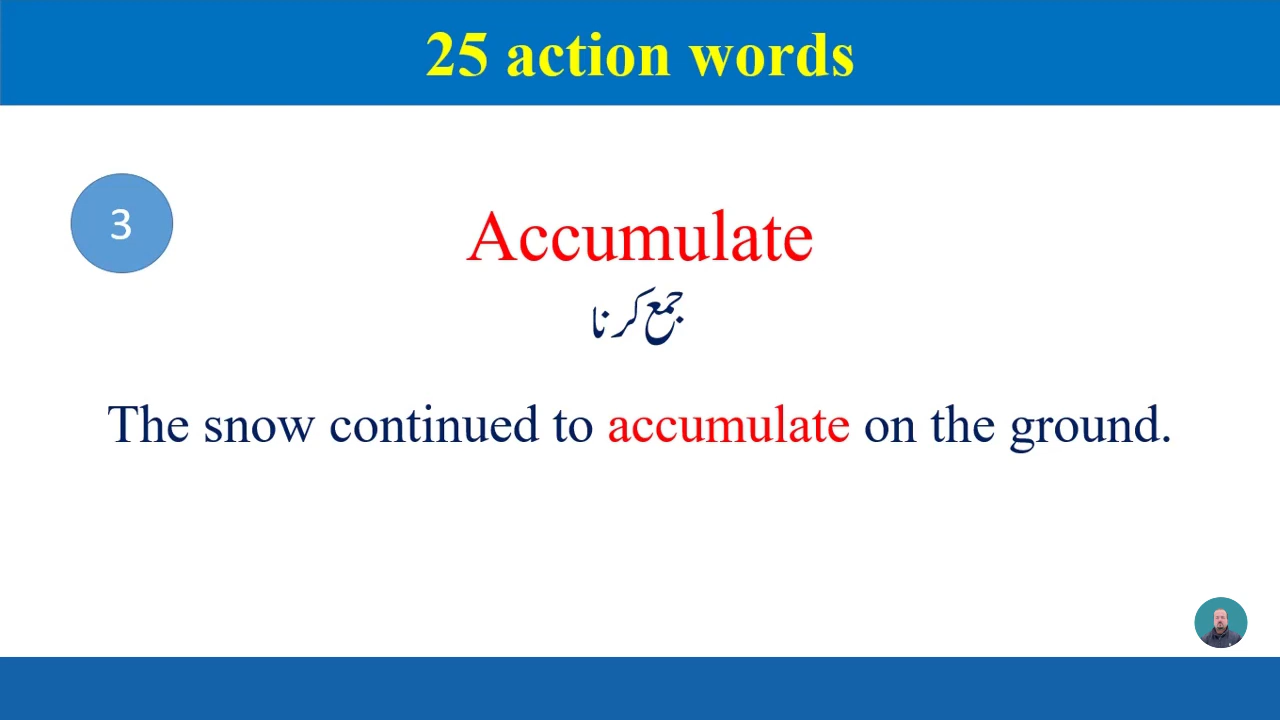 25 action words
3
Accumulate
جمع کرنا
The snow continued to accumulate on the ground.